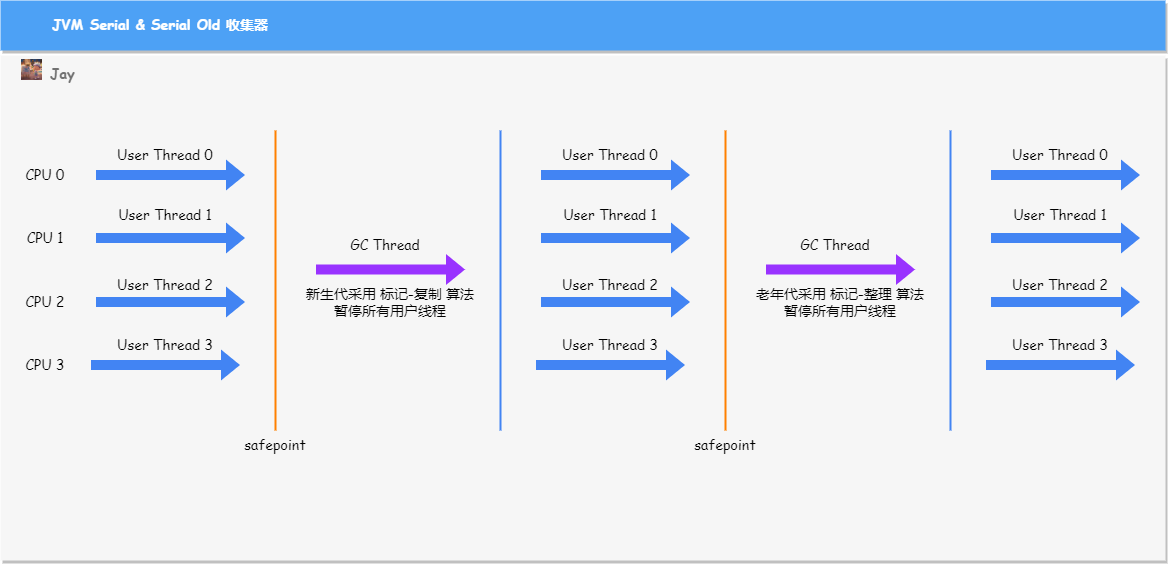 JVM Serial & Serial Old 收集器
Jay
User Thread 0
User Thread 0
User Thread 0
CPU 0
User Thread 1
User Thread 1
User Thread 1
CPU 1
GC Thread
GC Thread
User Thread 2
User Thread 2
User Thread 2
CPU 2
新生代采用 标记-复制 算法
暂停所有用户线程
老年代采用 标记-整理 算法
暂停所有用户线程
User Thread 3
User Thread 3
User Thread 3
CPU 3
safepoint
safepoint